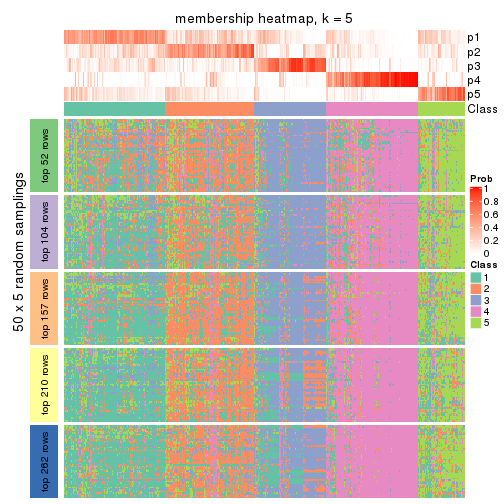 membership heatmap, k = 5
p1
p2
p3
p4
p5
Class
50 x 5 random samplings
top 52 rows
top 104 rows
top 157 rows
top 210 rows
top 262 rows
Prob
1
0.8
0.6
0.4
0.2
0
Class
1
2
3
4
5